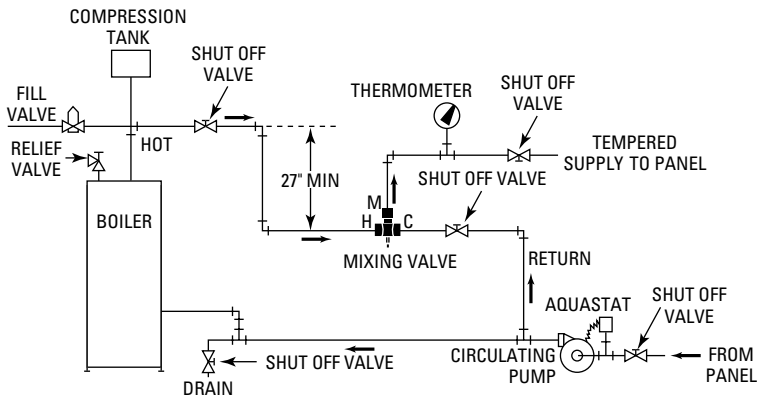 COMPRESSION
TANK
SHUT OFF
VALVE
FILL
VALVE
THERMOMETER
SHUT OFF
VALVE
RELIEF
VALVE
HOT
TEMPERED
SUPPLY TO PANEL
27" MIN
SHUT OFF VALVE
BOILER
M
H
C
MIXING VALVE
RETURN
AQUASTAT
SHUT OFF
VALVE
SHUT OFF VALVE
CIRCULATING
PUMP
FROM
PANEL
DRAIN